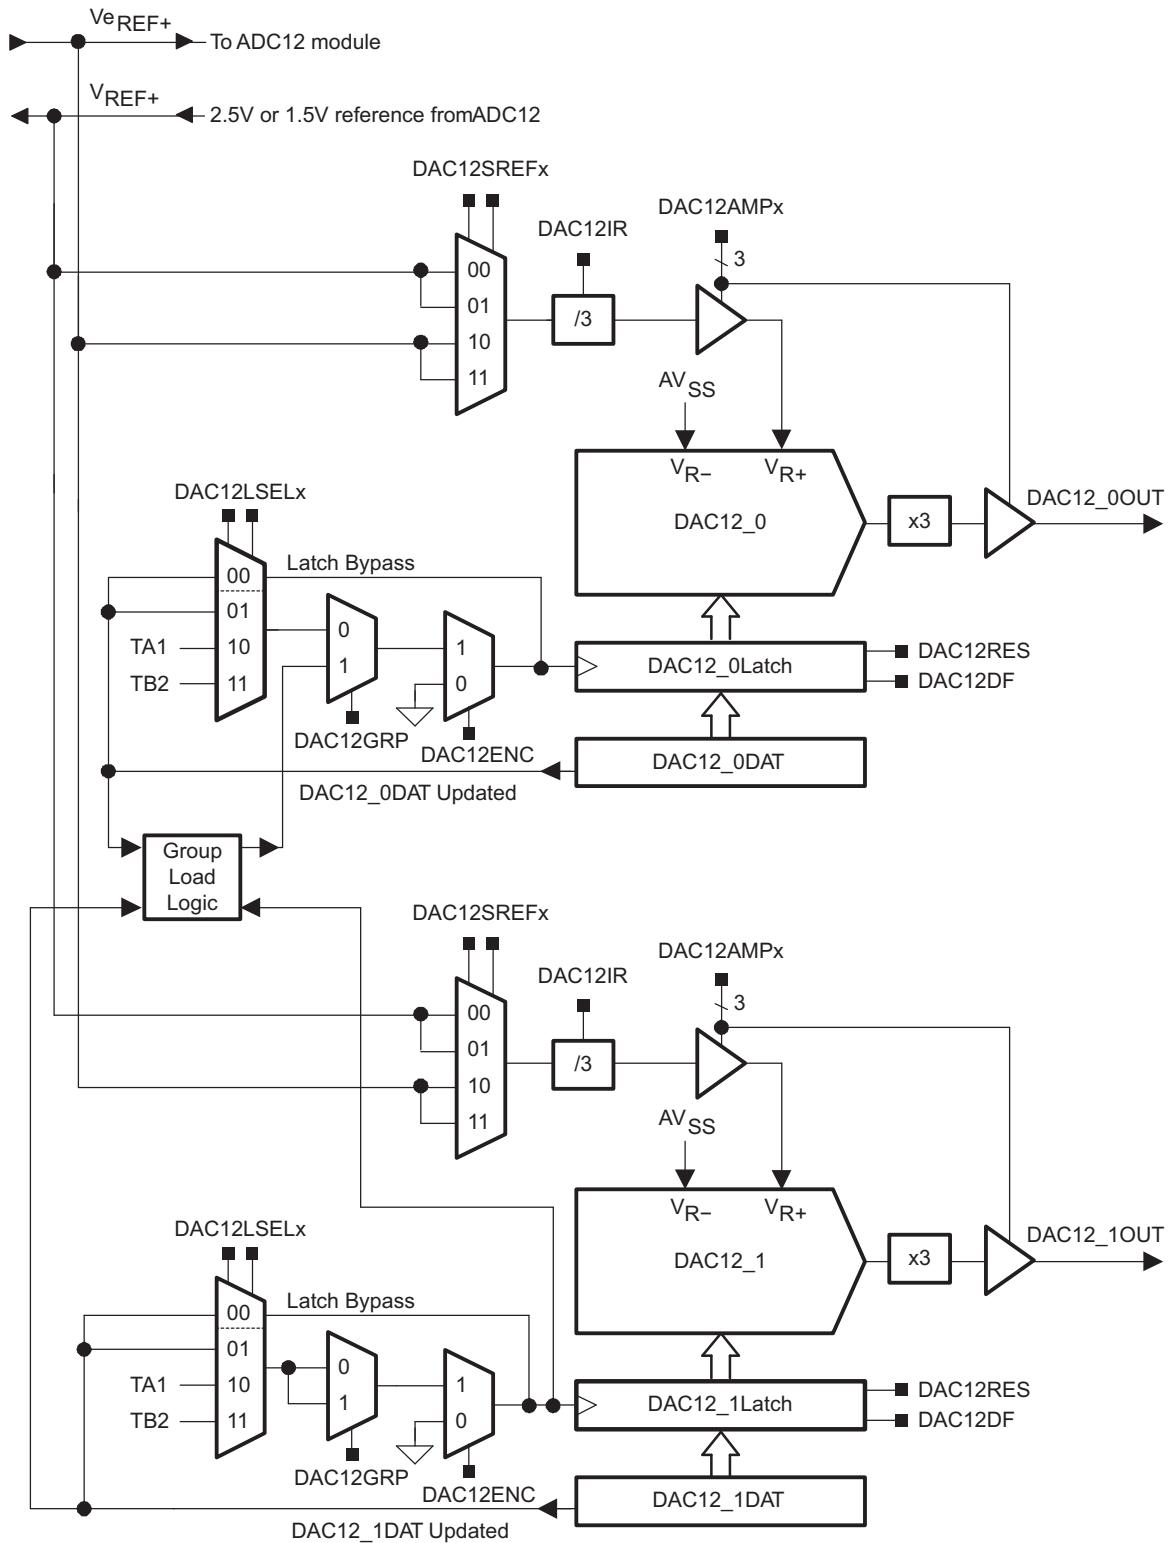 VeREF+
To ADC12 module
VREF+
2.5V or 1.5V reference fromADC12
DAC12SREFx
DAC12AMPx
DAC12IR
3
00
01
10
11
/3
AVSS
VR−
VR+
DAC12_0
x3
DAC12_0OUT
DAC12LSELx
Latch Bypass
00
01
10
11
TA1
TB2
0
1
1
0
DAC12GRP
DAC12ENC
DAC12_0Latch
DAC12RES
DAC12DF
DAC12_0DAT
DAC12_0DAT Updated
Group
Load
Logic
DAC12SREFx
DAC12AMPx
DAC12IR
3
00
01
10
11
/3
AVSS
VR−
VR+
DAC12_1
x3
DAC12_1OUT
DAC12LSELx
Latch Bypass
00
01
10
11
TA1
TB2
0
1
1
0
DAC12GRP
DAC12ENC
DAC12_1Latch
DAC12RES
DAC12DF
DAC12_1DAT
DAC12_1DAT Updated